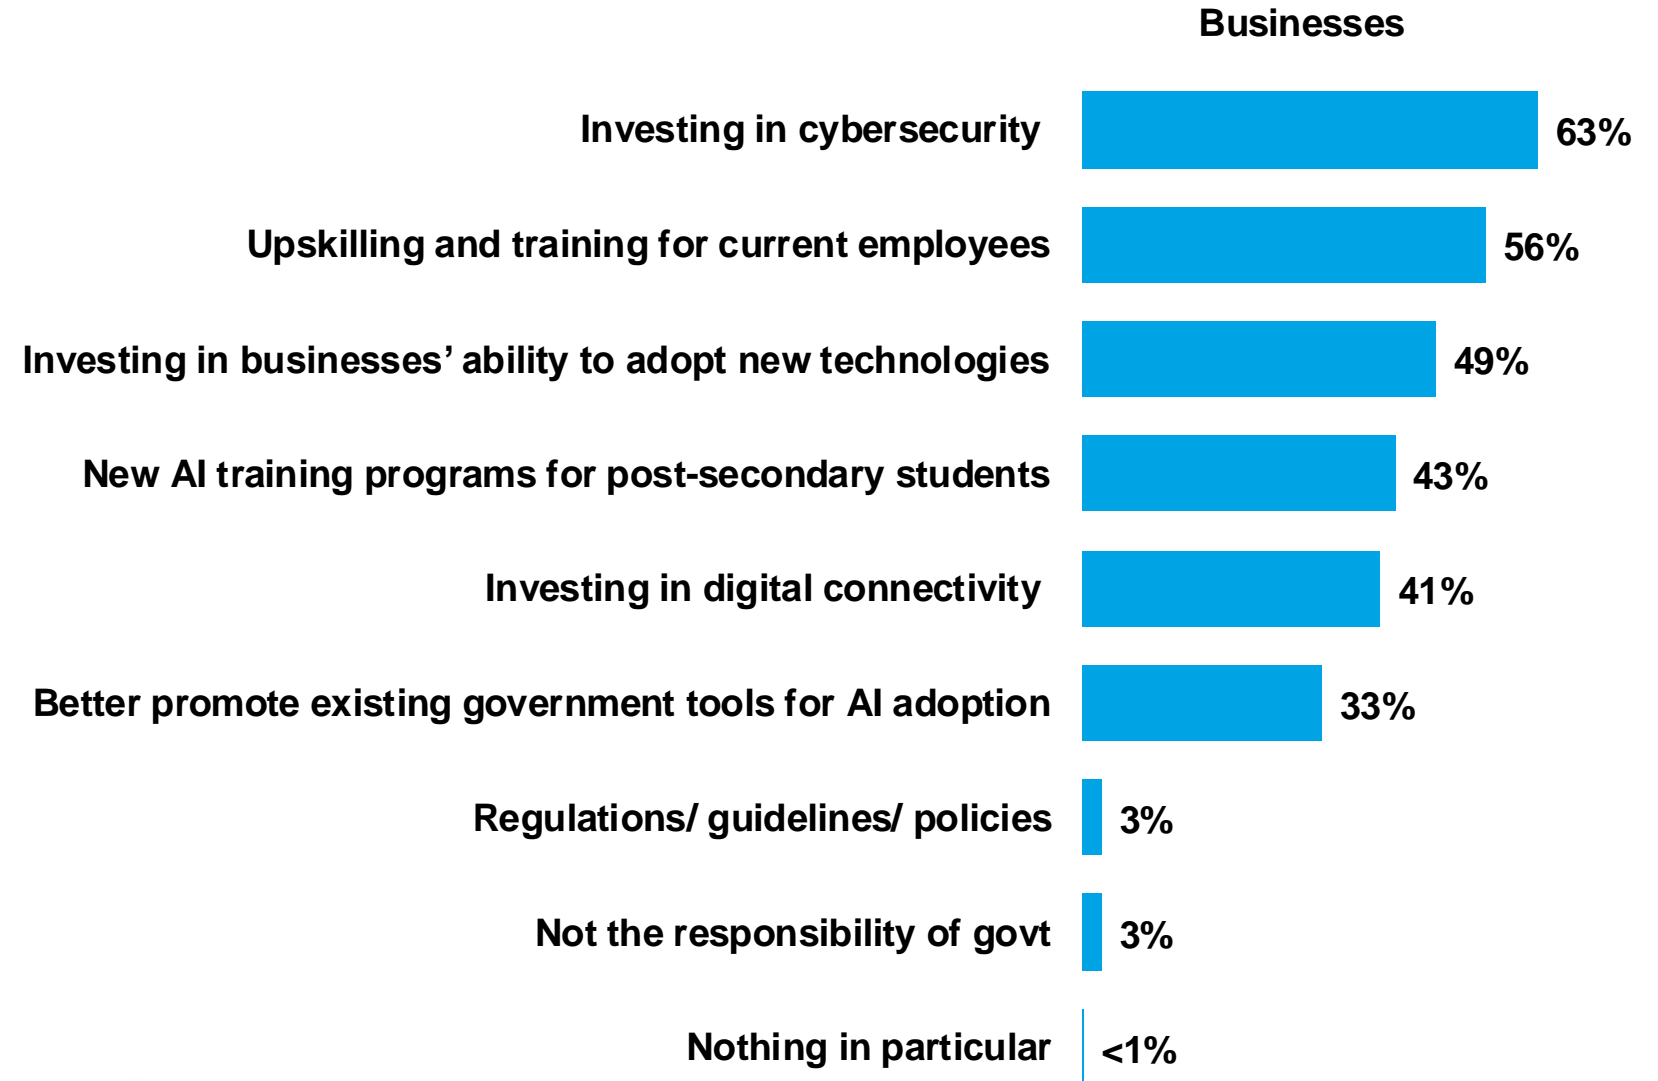 Businesses
Investing in cybersecurity 63%
Upskilling and training for current employees 56%
Investing in businesses’ ability to adopt new technologies 49%
New AI training programs for post-secondary students 43%
Investing in digital connectivity 41%
Better promote existing government tools for AI adoption 33%
Regulations/ guidelines/ policies 3%
Not the responsibility of govt 3%
Nothing in particular <1%